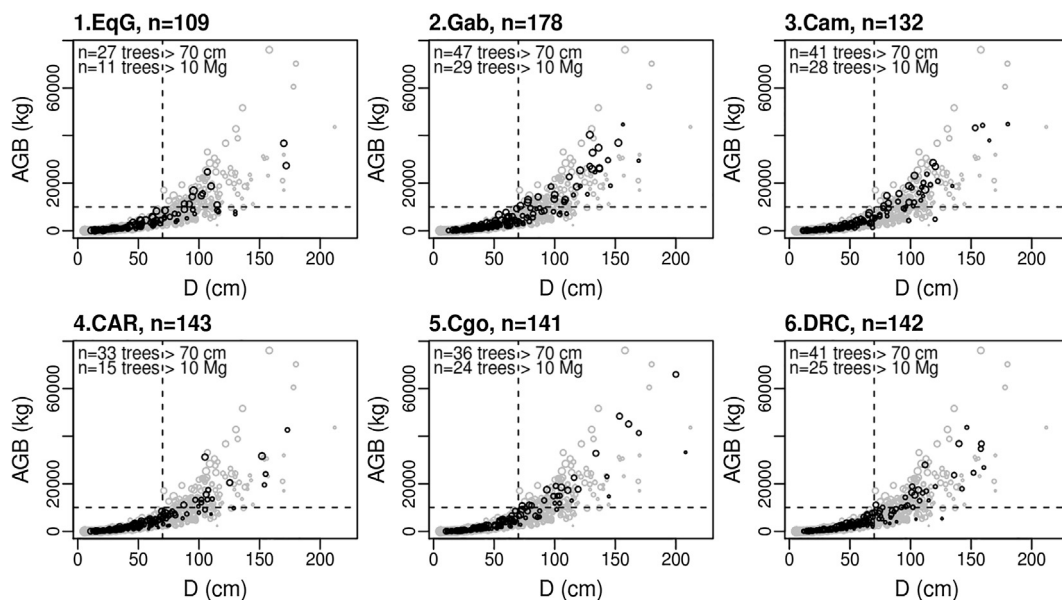 1.EqG, n=109
n=27 trees > 70 cm
n=11 trees > 10 Mg
AGB (kg)
60000
20000
0
0 50 100 150 200
D (cm)
2.Gab, n=178
n=47 trees > 70 cm
n=29 trees > 10 Mg
AGB (kg)
60000
20000
0
0 50 100 150 200
D (cm)
3.Cam, n=132
n=41 trees > 70 cm
n=28 trees > 10 Mg
AGB (kg)
60000
20000
0
0 50 100 150 200
D (cm)
4.CAR, n=143
n=33 trees > 70 cm
n=15 trees > 10 Mg
AGB (kg)
60000
20000
0
0 50 100 150 200
D (cm)
5.Cgo, n=141
n=36 trees > 70 cm
n=24 trees > 10 Mg
AGB (kg)
60000
20000
0
0 50 100 150 200
D (cm)
6.DRC, n=142
n=41 trees > 70 cm
n=25 trees > 10 Mg
AGB (kg)
60000
20000
0
0 50 100 150 200
D (cm)